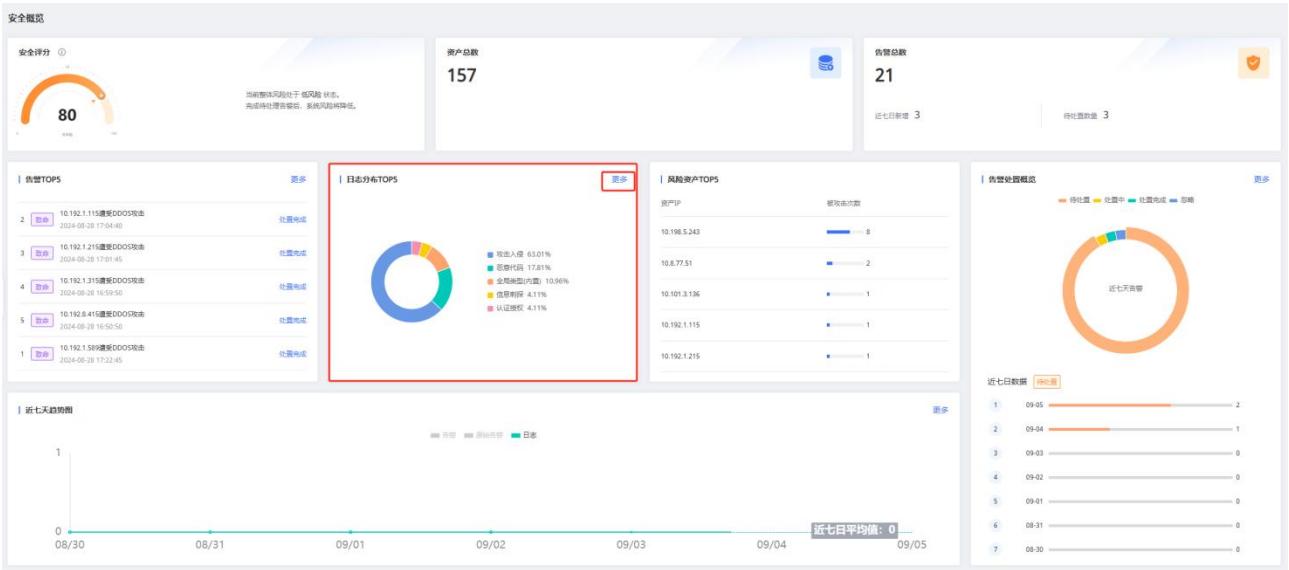 安全概览
安全评分
80
当前整体风险处于 低风险 状态。
完成待处理告警后,系统风险将降低。
资产总数
157
告警总数
21
近七日新增 3
待处置数量 3
告警TOP5 更多
2 致命 10.192.1.115遭受DDOS攻击 处置完成
2024-08-28 17:04:40
3 致命 10.192.1.215遭受DDOS攻击 处置完成
2024-08-28 17:01:45
4 致命 10.192.1.315遭受DDOS攻击 处置完成
2024-08-28 16:59:50
5 致命 10.192.8.415遭受DDOS攻击 处置完成
2024-08-28 16:50:50
1 致命 10.192.1.589遭受DDOS攻击 处置完成
2024-08-28 17:22:45
日志分布TOP5 更多
攻击入侵 63.01%
恶意代码 17.81%
全局类型(内置) 10.96%
信息刺探 4.11%
认证授权 4.11%
风险资产TOP5
资产IP 被攻击次数
10.198.5.243 8
10.8.77.51 2
10.101.3.136 1
10.192.1.115 1
10.192.1.215 1
告警处置概览 更多
待处置 处置中 处置完成 忽略
近七天告警
近七日数据 待处置
1 09-05 2
2 09-04 1
3 09-03 0
4 09-02 0
5 09-01 0
6 08-31 0
7 08-30 0
近七天趋势图 更多
告警 原始告警 日志
1
0
近七日平均值:0
08/30 08/31 09/01 09/02 09/03 09/04 09/05